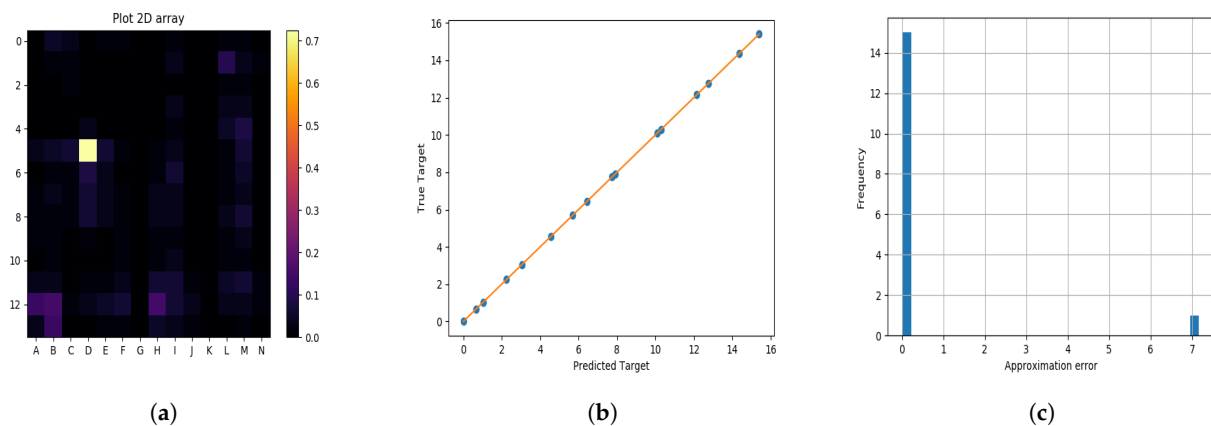 Plot 2D array
0
2
4
6
8
10
12
A B C D E F G H I J K L M N
0.7
0.6
0.5
0.4
0.3
0.2
0.1
0.0
(a)
16
14
12
10
8
6
4
2
0
True Target
0 2 4 6 8 10 12 14 16
Predicted Target
(b)
14
12
10
8
6
4
2
0
Frequency
0 1 2 3 4 5 6 7
Approximation error
(c)